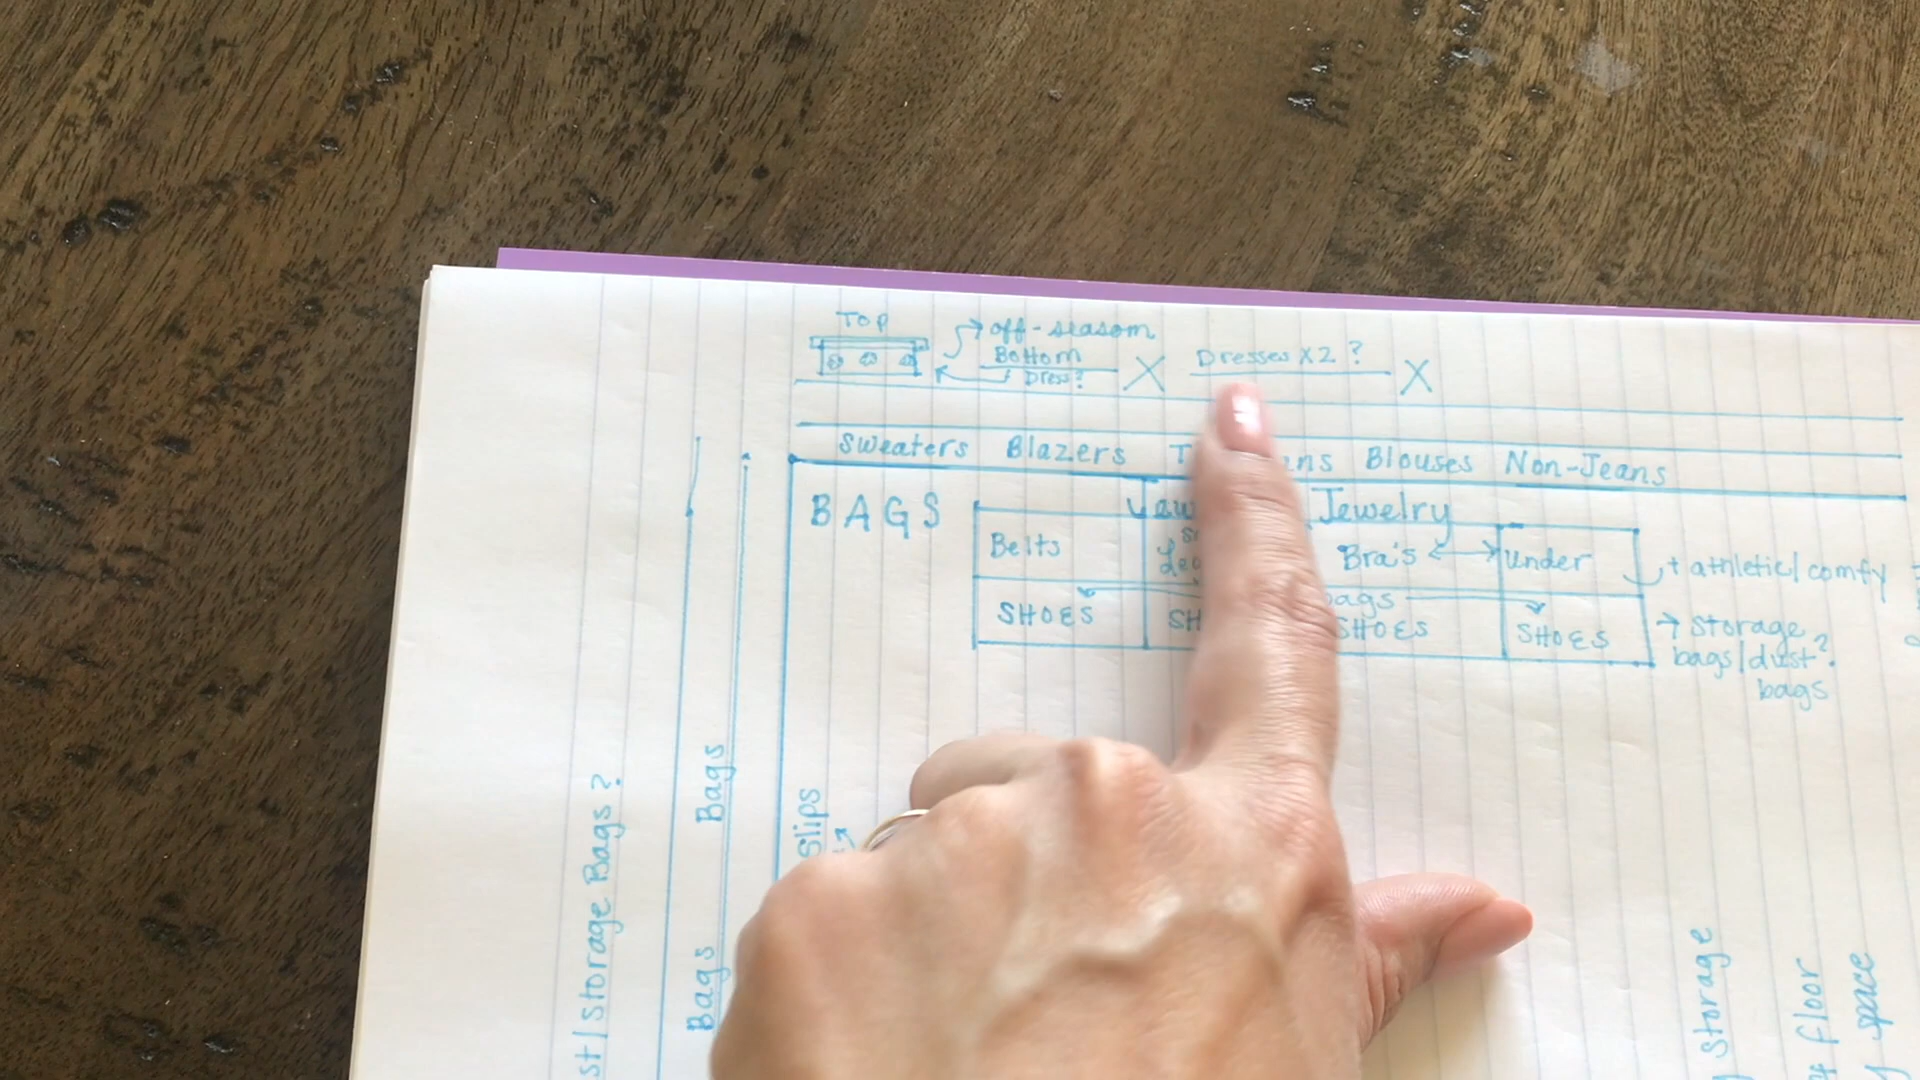 TOP
off-season
Bottom
Dress?
X
Dresses x2 ?
X
Sweaters Blazers Blouses Non-Jeans
BAGS
Jewelry
Belts
Bra's
Under
+ athletic/comfy
bags
SHOES
SHOES
SHOES
→ storage
bags/dust?
bags
Slips
Bags
Bags
Storage Bags?
storage
floor
space